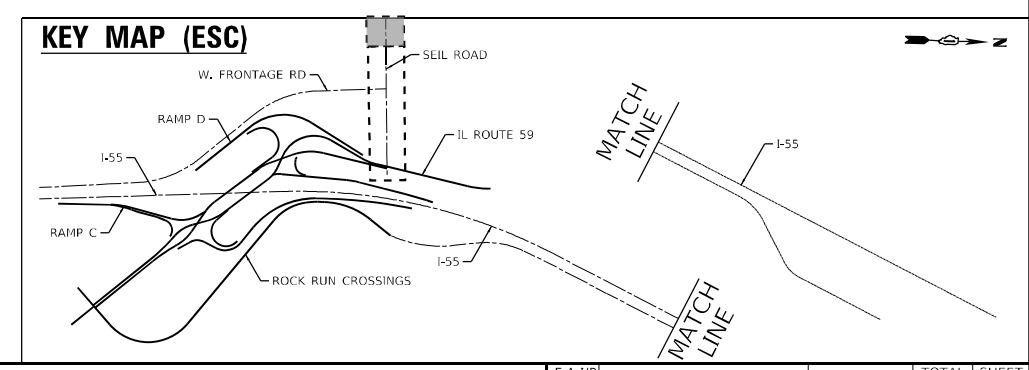 KEY MAP (ESC)
SEIL ROAD
N
W. FRONTAGE RD
RAMP D
IL ROUTE 59
MATCH
LINE
I-55
I-55
RAMP C
I-55
ROCK RUN CROSSINGS
MATCH
LINE
TOTAL
SHEET